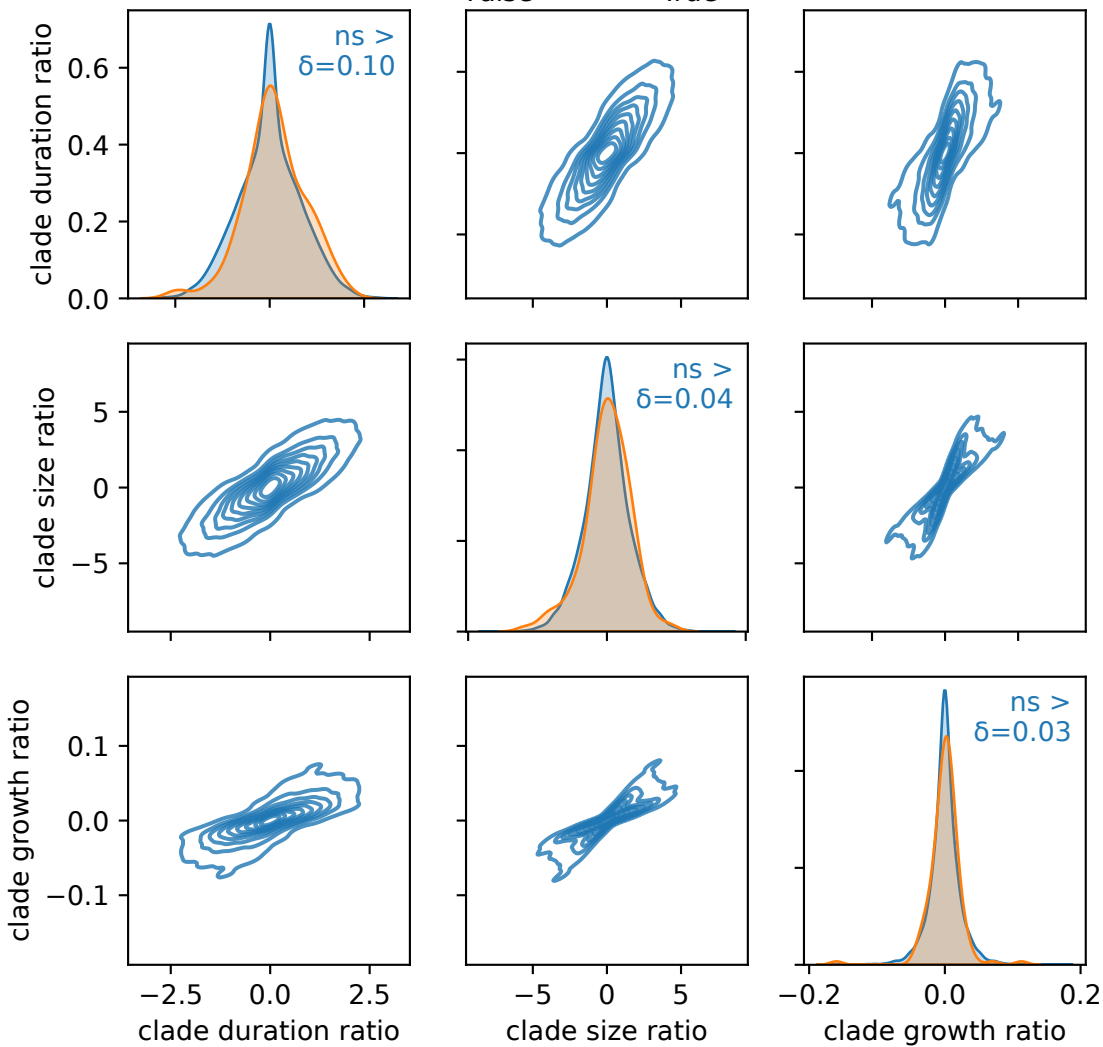 clade duration ratio
0.6
0.4
0.2
0.0
ns >
δ=0.10
clade size ratio
5
0
−5
ns >
δ=0.04
clade growth ratio
0.1
0.0
−0.1
ns >
δ=0.03
−2.5 0.0 2.5
−5 0 5
−0.2 0.0 0.2
clade duration ratio
clade size ratio
clade growth ratio